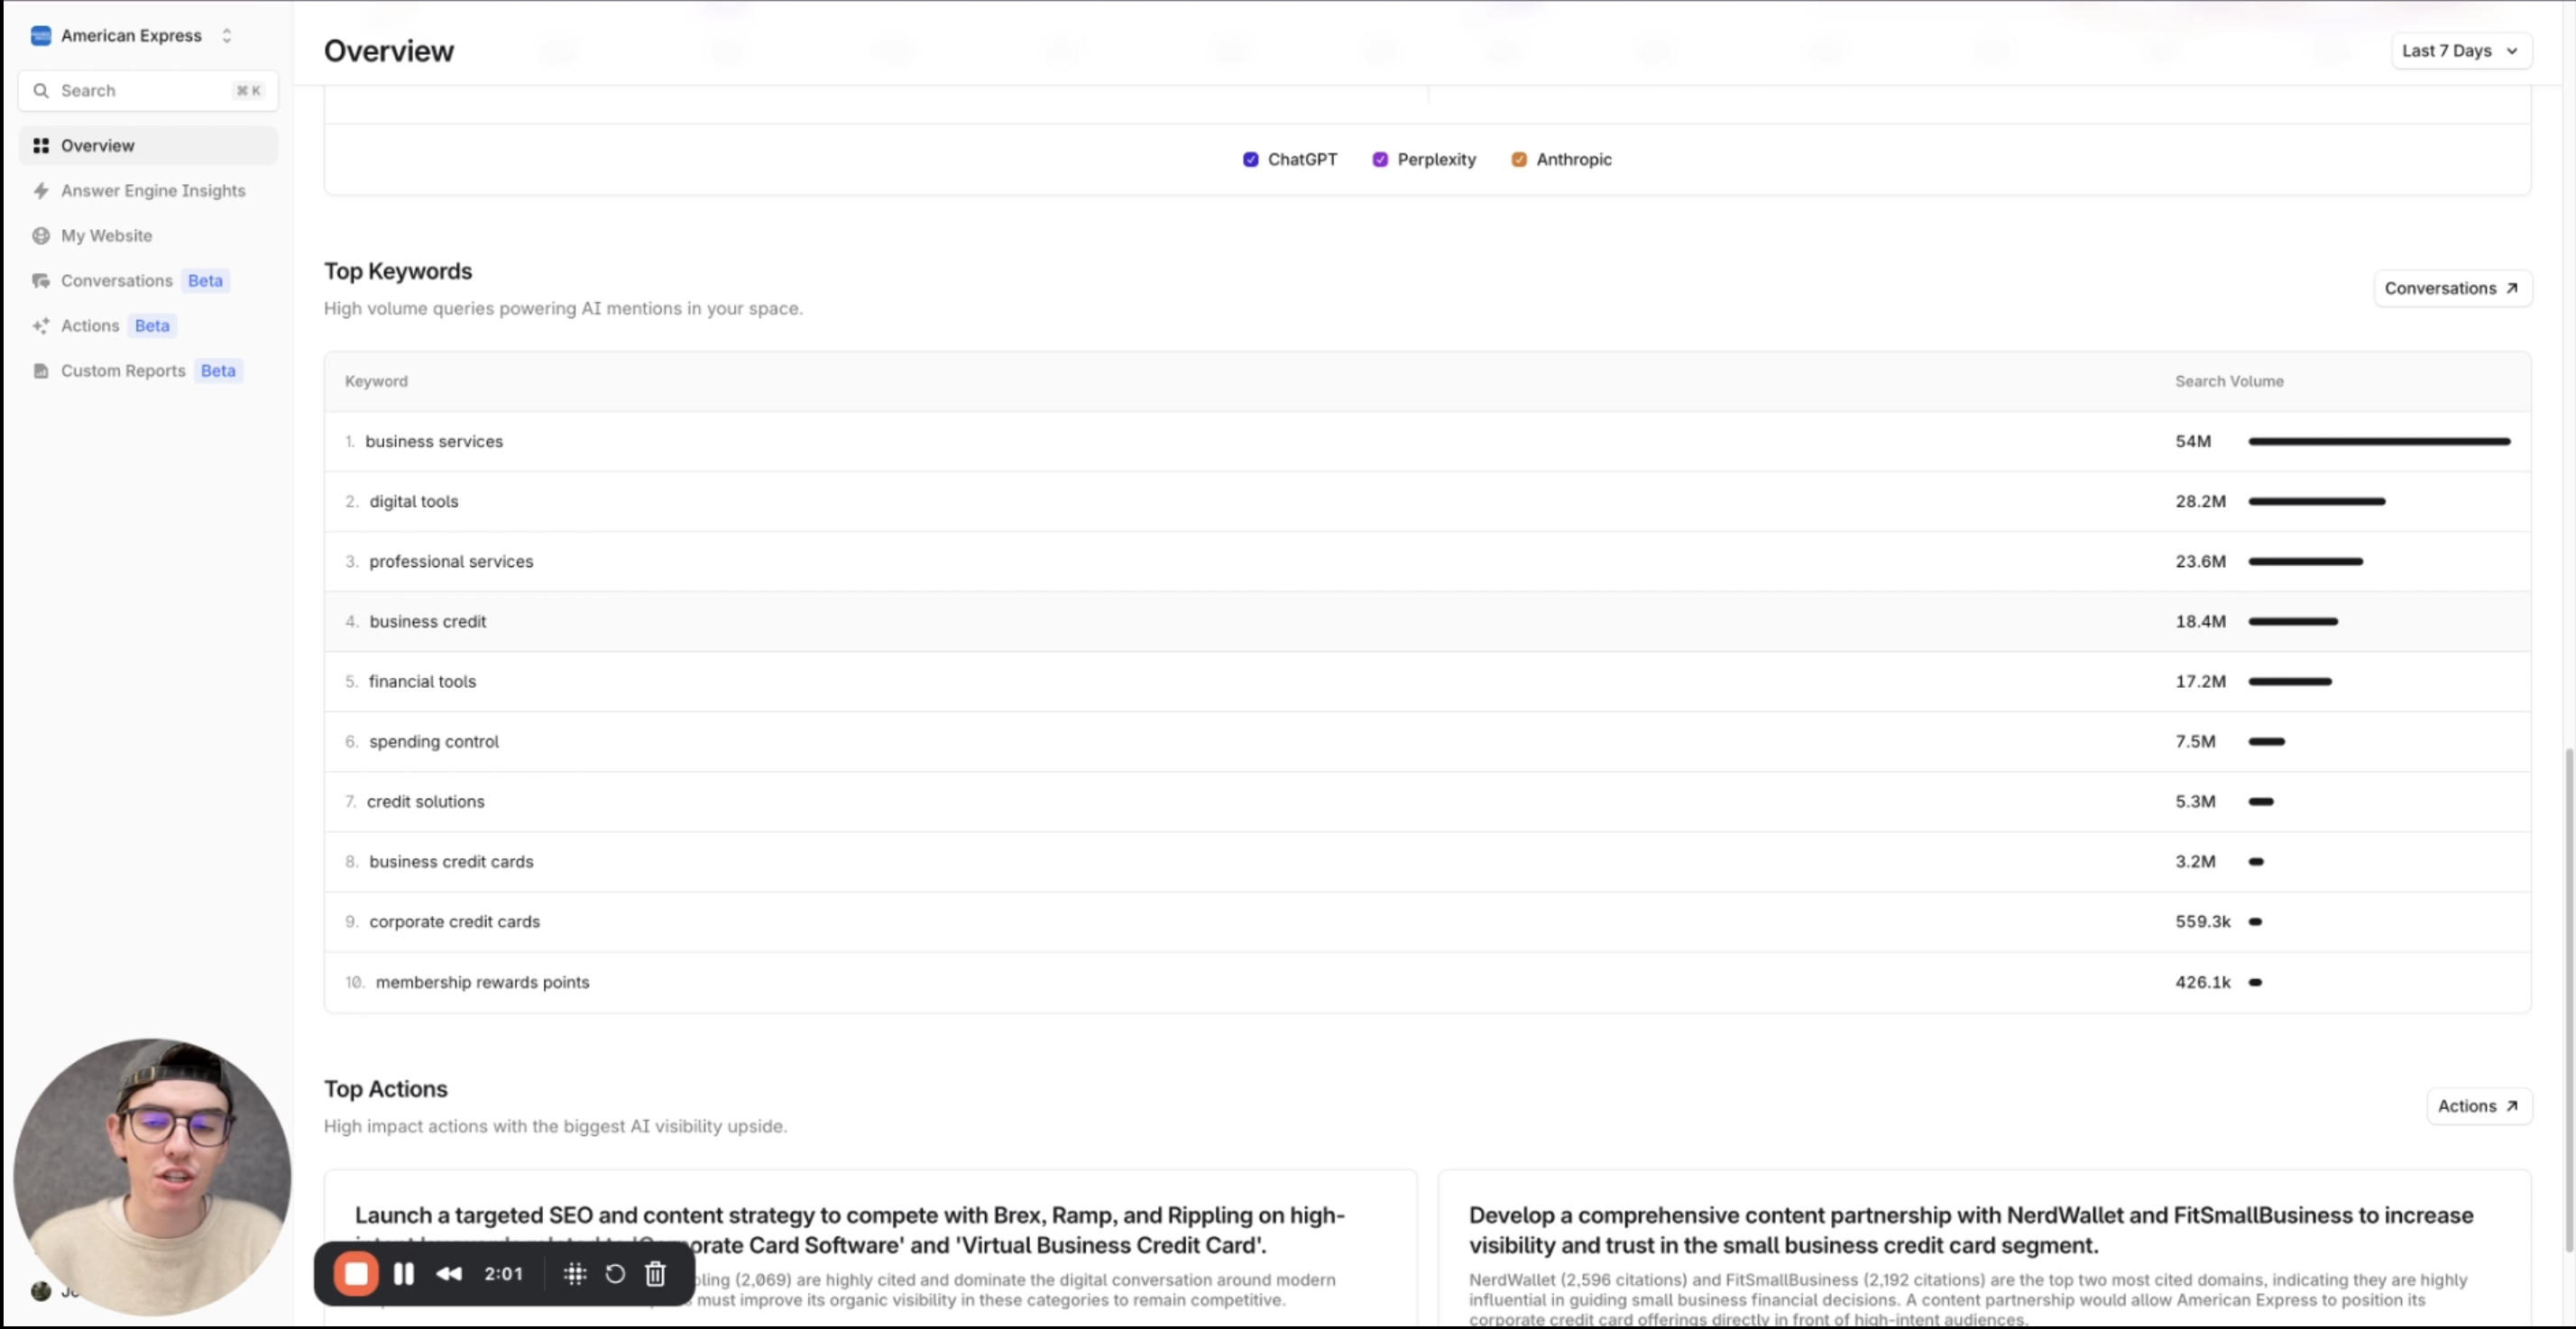 American Express
Search
⌘ K
Overview
Answer Engine Insights
My Website
Conversations Beta
Actions Beta
Custom Reports Beta
Overview
Last 7 Days
ChatGPT
Perplexity
Anthropic
Top Keywords
High volume queries powering AI mentions in your space.
Conversations
Keyword Search Volume
1. business services 54M
2. digital tools 28.2M
3. professional services 23.6M
4. business credit 18.4M
5. financial tools 17.2M
6. spending control 7.5M
7. credit solutions 5.3M
8. business credit cards 3.2M
9. corporate credit cards 559.3k
10. membership rewards points 426.1k
Top Actions
High impact actions with the biggest AI visibility upside.
Actions
Launch a targeted SEO and content strategy to compete with Brex, Ramp, and Rippling on high-
Card Software' and 'Virtual Business Credit Card'.
(2,069) are highly cited and dominate the digital conversation around modern
must improve its organic visibility in these categories to remain competitive.
Develop a comprehensive content partnership with NerdWallet and FitSmallBusiness to increase
visibility and trust in the small business credit card segment.
NerdWallet (2,596 citations) and FitSmallBusiness (2,192 citations) are the top two most cited domains, indicating they are highly
influential in guiding small business financial decisions. A content partnership would allow American Express to position its
corporate credit card offerings directly in front of high-intent audiences.
2:01